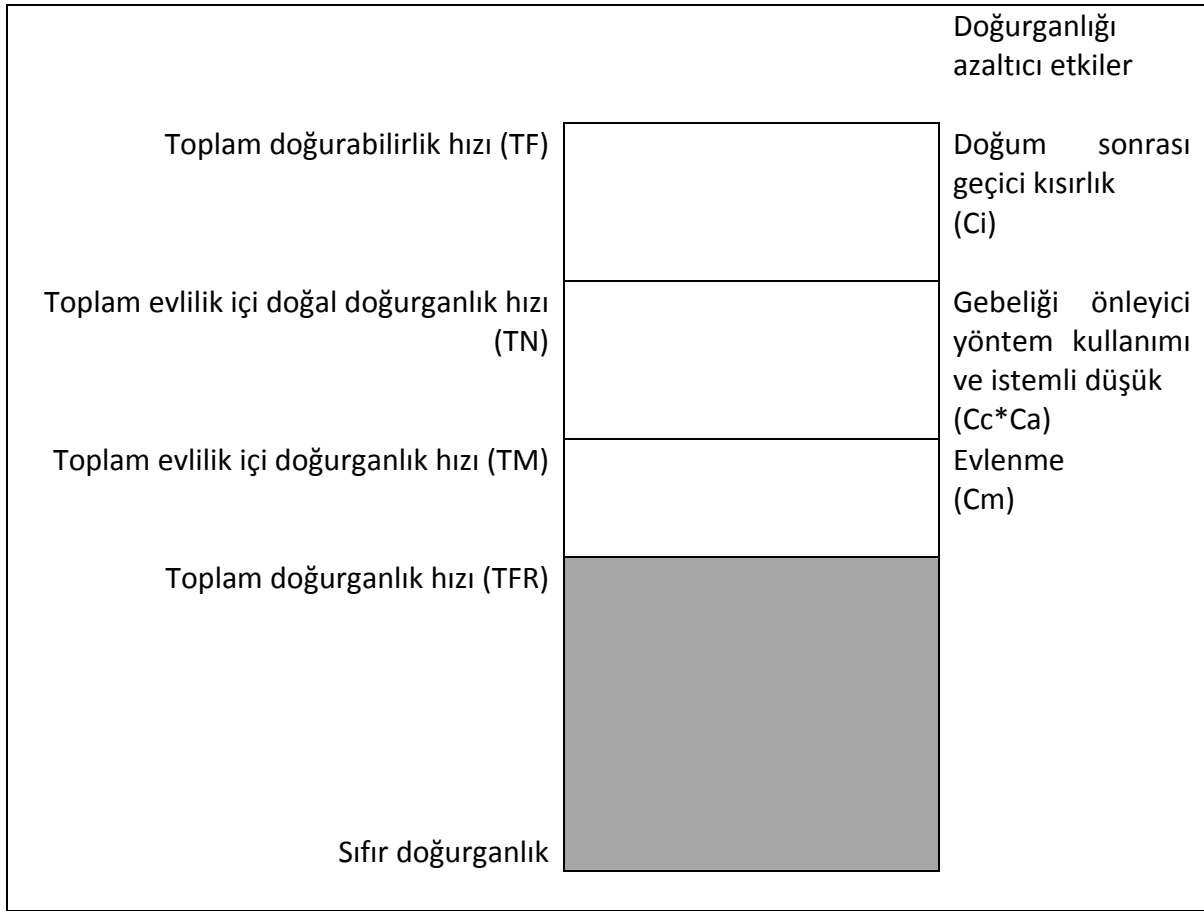 Doğurganlığı
azaltıcı etkiler
Toplam doğurabilirlik hızı (TF)
Doğum sonrası
geçici kısırlık
(Ci)
Toplam evlilik içi doğal doğurganlık hızı
(TN)
Gebeliği önleyici
yöntem kullanımı
ve istemli düşük
(Cc*Ca)
Toplam evlilik içi doğurganlık hızı (TM)
Evlenme
(Cm)
Toplam doğurganlık hızı (TFR)
Sıfır doğurganlık